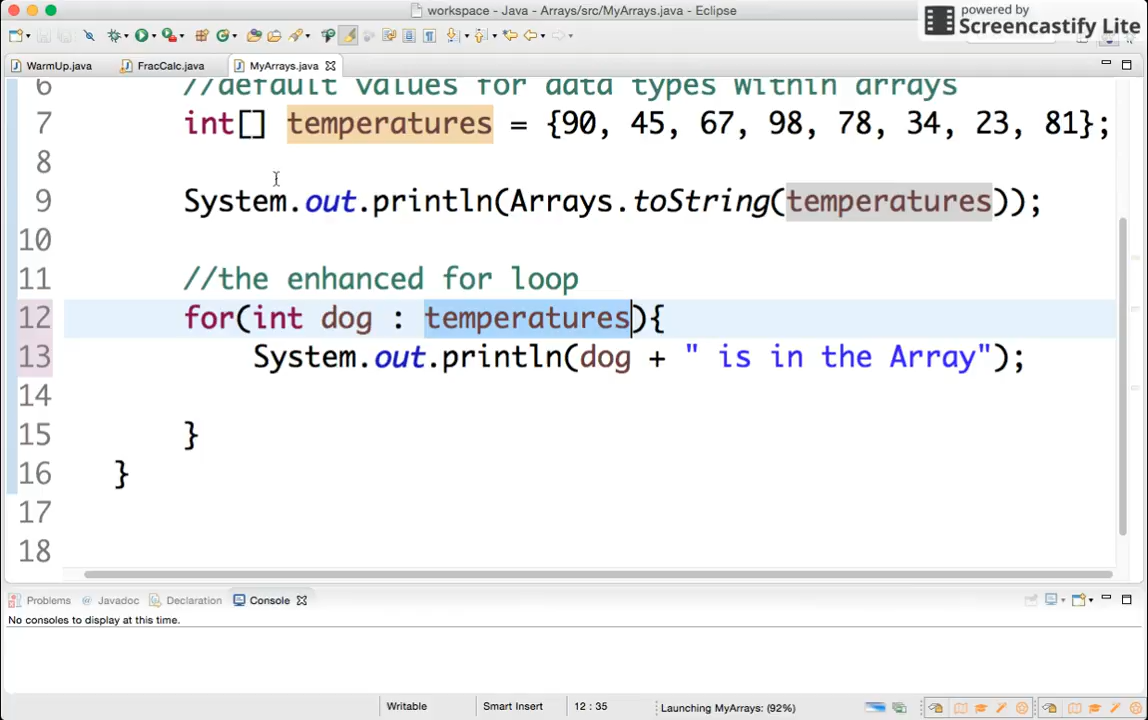 workspace - Java - Arrays/src/MyArrays.java - Eclipse
powered by
Screencastify Lite
WarmUp.java
FracCalc.java
MyArrays.java
6 //default values for data types within arrays
7 int[] temperatures = {90, 45, 67, 98, 78, 34, 23, 81};
8
9 System.out.println(Arrays.toString(temperatures));
10
11 //the enhanced for loop
12 for(int dog : temperatures){
13 System.out.println(dog + " is in the Array");
14
15 }
16 }
17
18
Problems @ Javadoc Declaration Console
No consoles to display at this time.
Writable Smart Insert 12 : 35 Launching MyArrays: (92%)